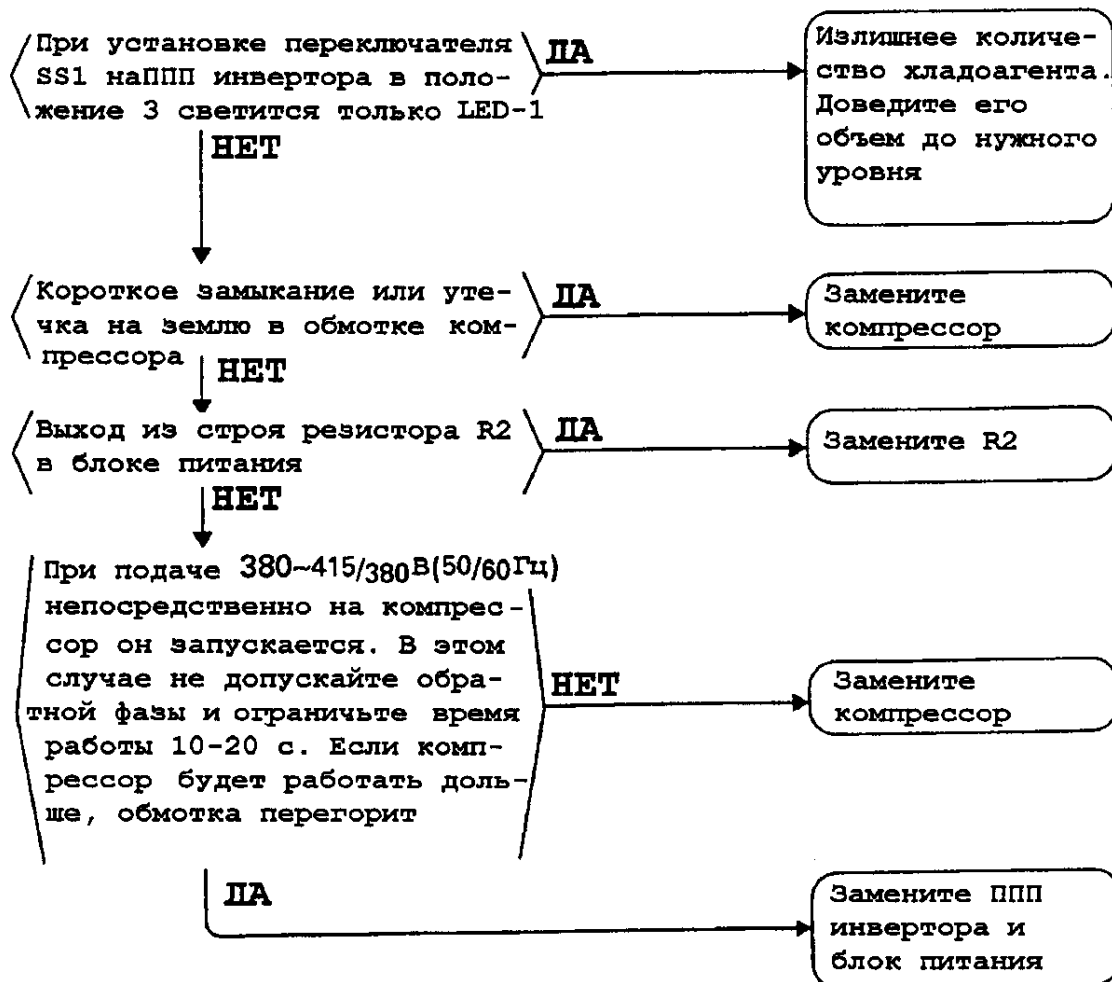 При установке переключателя
SS1 наППП инвертора в поло-
жение 3 светится только LED-1
ДА
Излишнее количе-
ство хладоагента.
Доведите его
объем до нужного
уровня
НЕТ
Короткое замыкание или уте-
чка на землю в обмотке ком-
прессора
ДА
Замените
компрессор
НЕТ
Выход из строя резистора R2
в блоке питания
ДА
Замените R2
НЕТ
При подаче 380~415/380В(50/60Гц)
непосредственно на компрес-
сор он запускается. В этом
случае не допускайте обра-
тной фазы и ограничьте время
работы 10-20 с. Если комп-
рессор будет работать доль-
ше, обмотка перегорит
НЕТ
Замените
компрессор
ДА
Замените ППП
инвертора и
блок питания